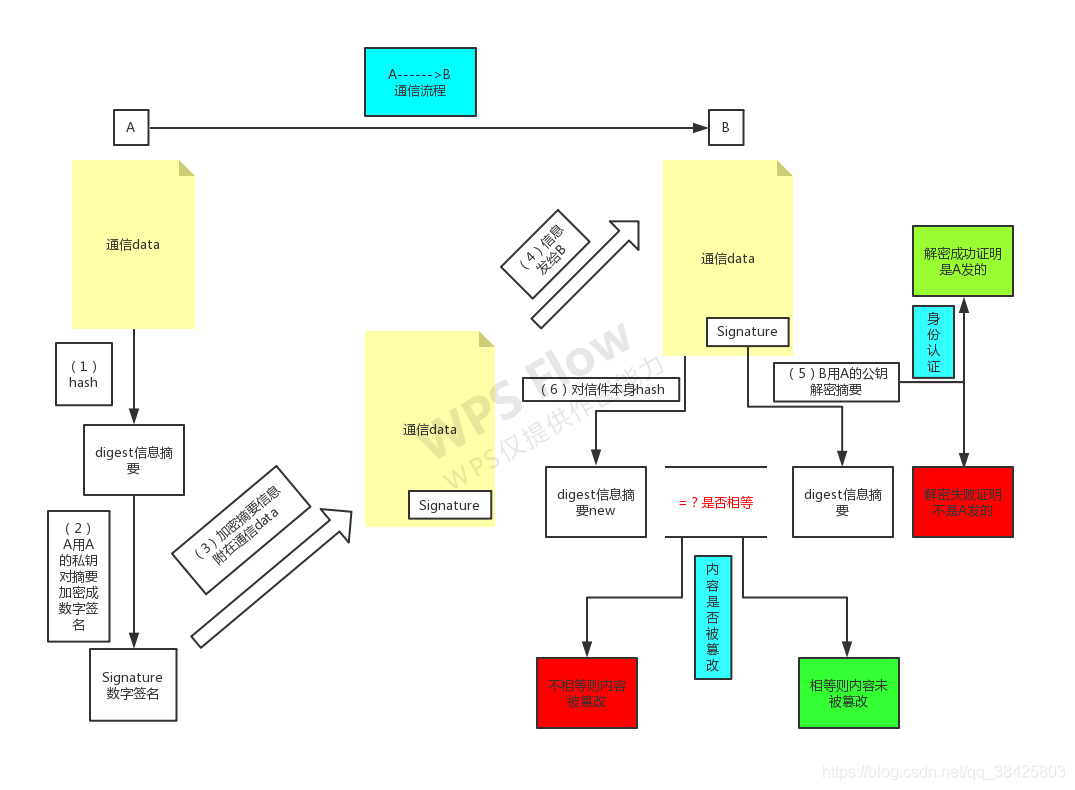 A------>B
通信流程
A
B
通信data
通信data
（4）信息
发给B
解密成功证明
是A发的
Signature
身
份
认
证
（1）
hash
（5）B用A的公钥
解密摘要
（6）对信件本身hash
WPS Flow
WPS仅提供作图能力
通信data
digest信息摘
要
Signature
digest信息摘
要new
=？是否相等
digest信息摘
要
解密失败证明
不是A发的
（3）加密摘要信息
附在通信data
（2）
A用A
的私钥
对摘要
加密成
数字签
名
内
容
是
否
被
篡
改
Signature
数字签名
不相等则内容
被篡改
相等则内容未
被篡改
https://blog.csdn.net/qq_38425803